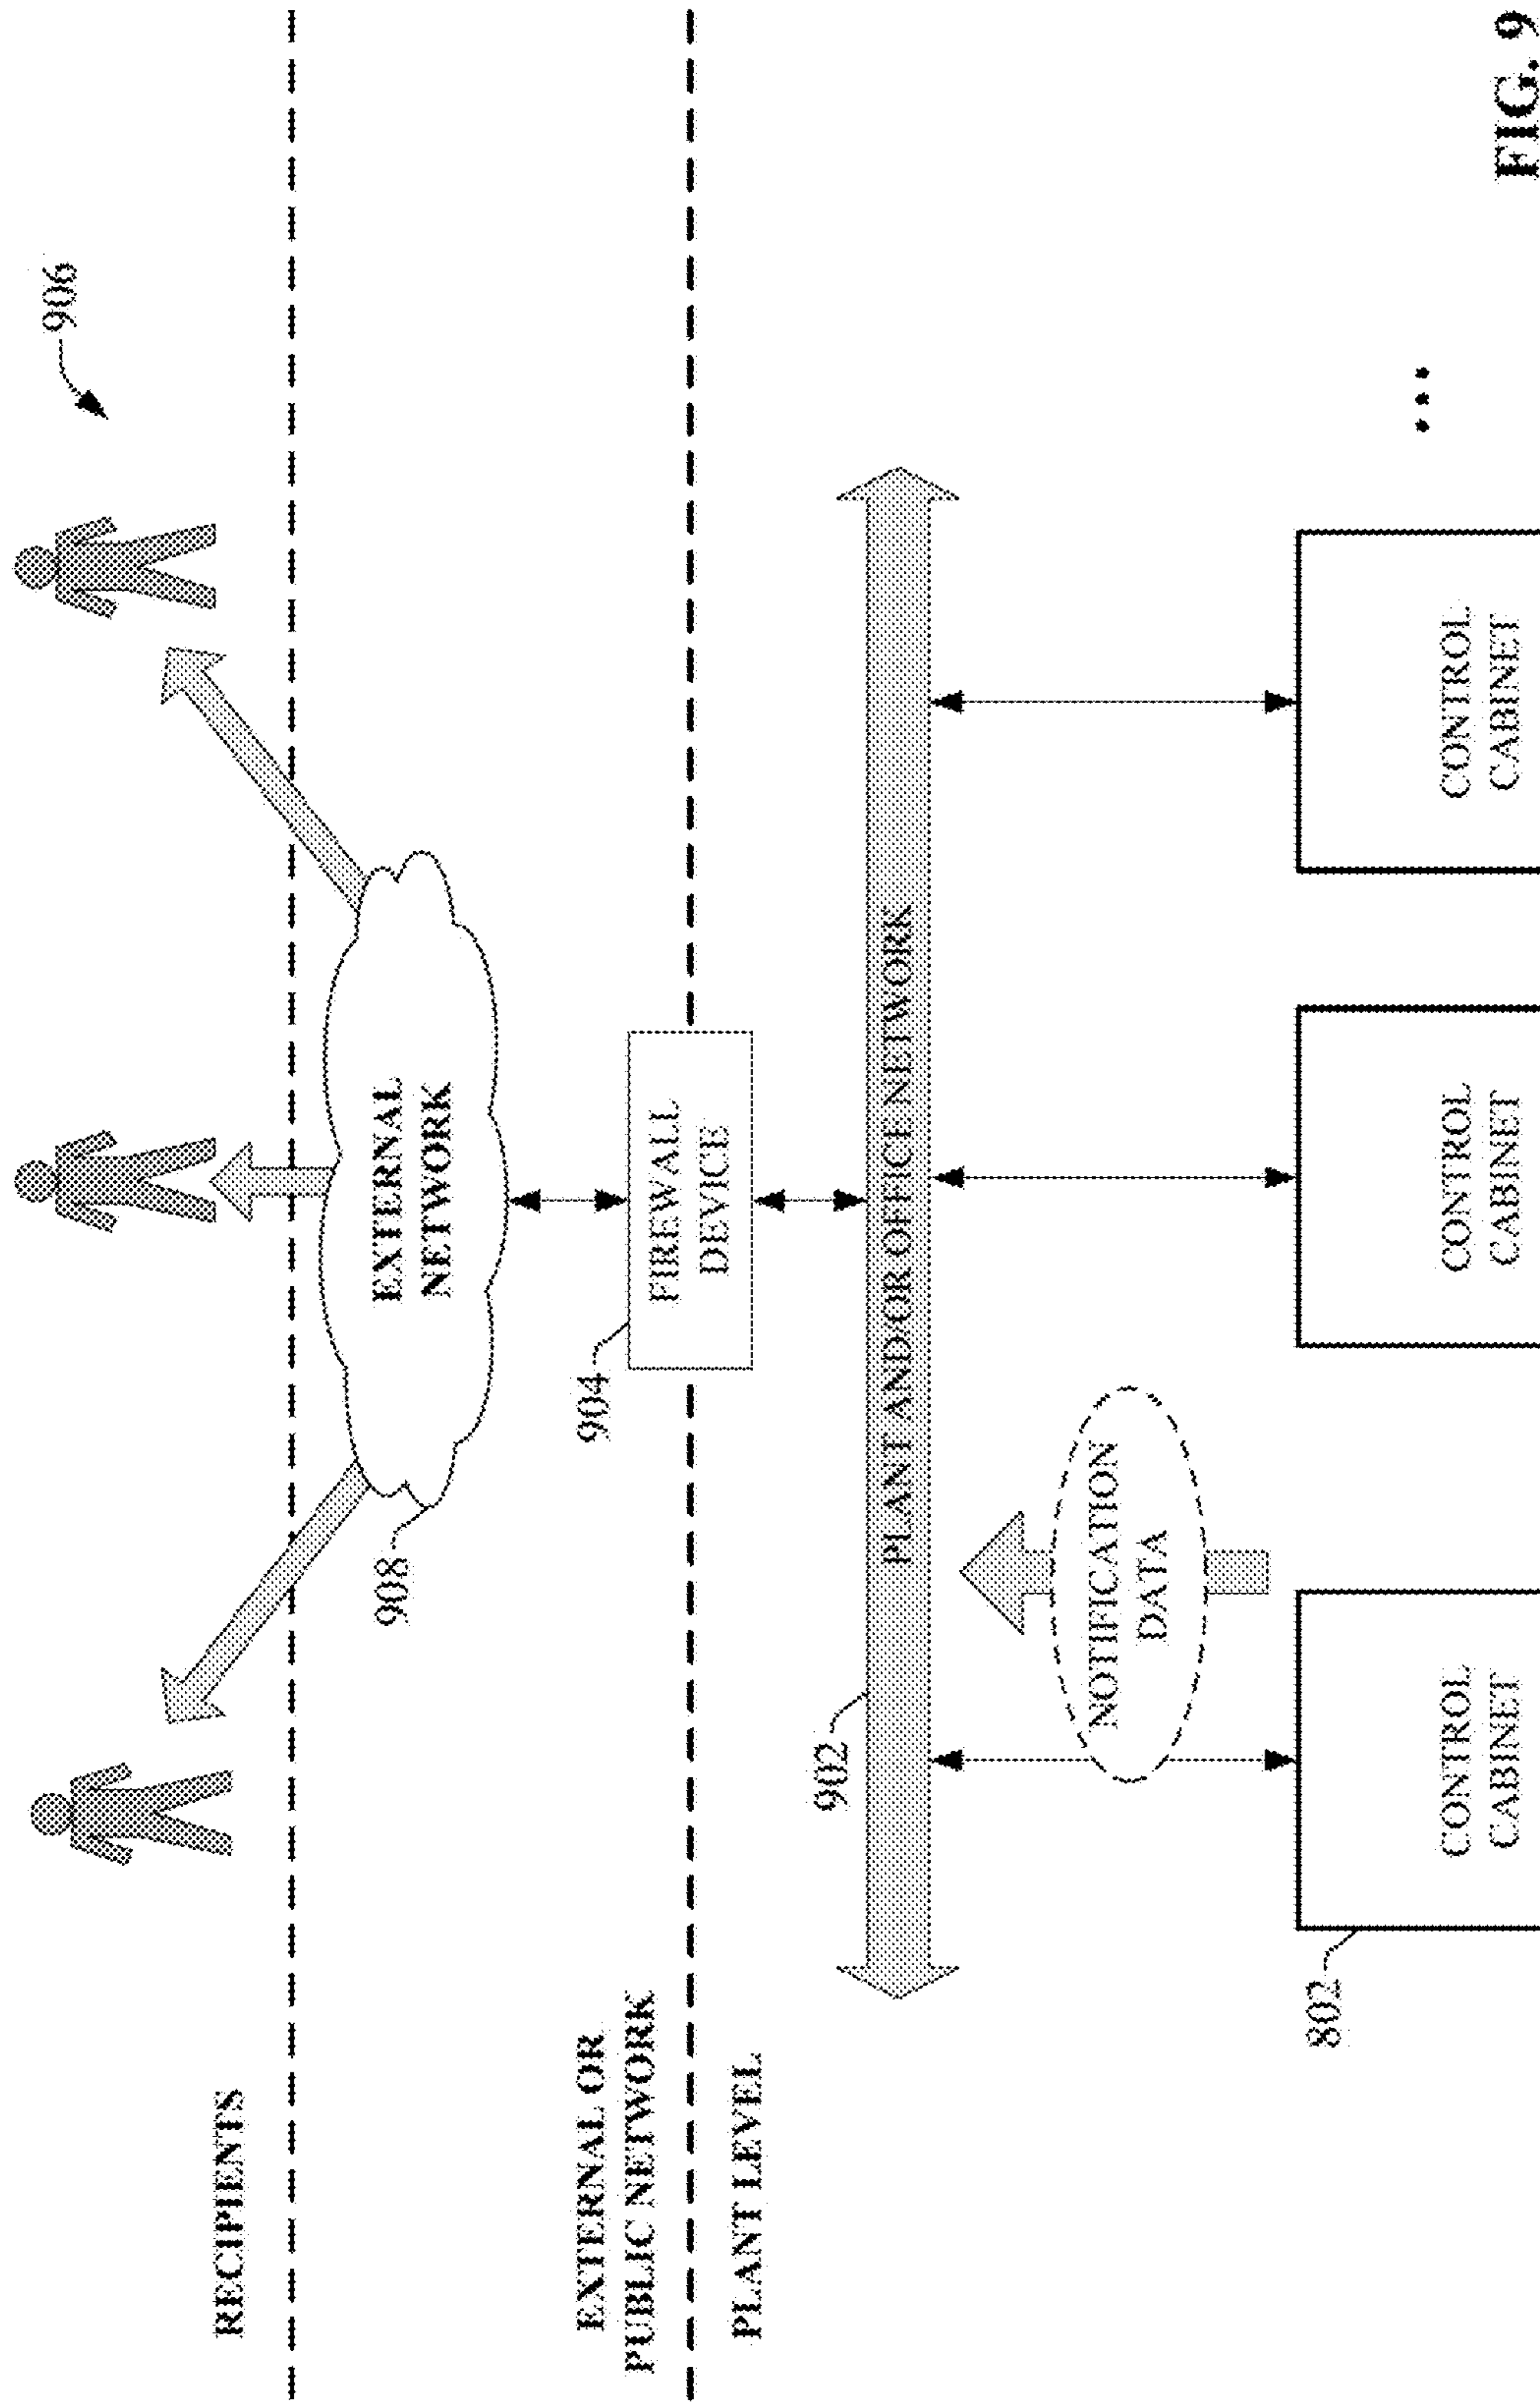 906
RECIPIENTS
EXTERNAL
NETWORK
908
EXTERNAL OR
PUBLIC NETWORK
904
FIREWALL
DEVICE
PLANT LEVEL
902
PLANT AND/OR OFFICE NETWORK
NOTIFICATION
DATA
802
CONTROL
CABINET
CONTROL
CABINET
CONTROL
CABINET
...
FIG. 9